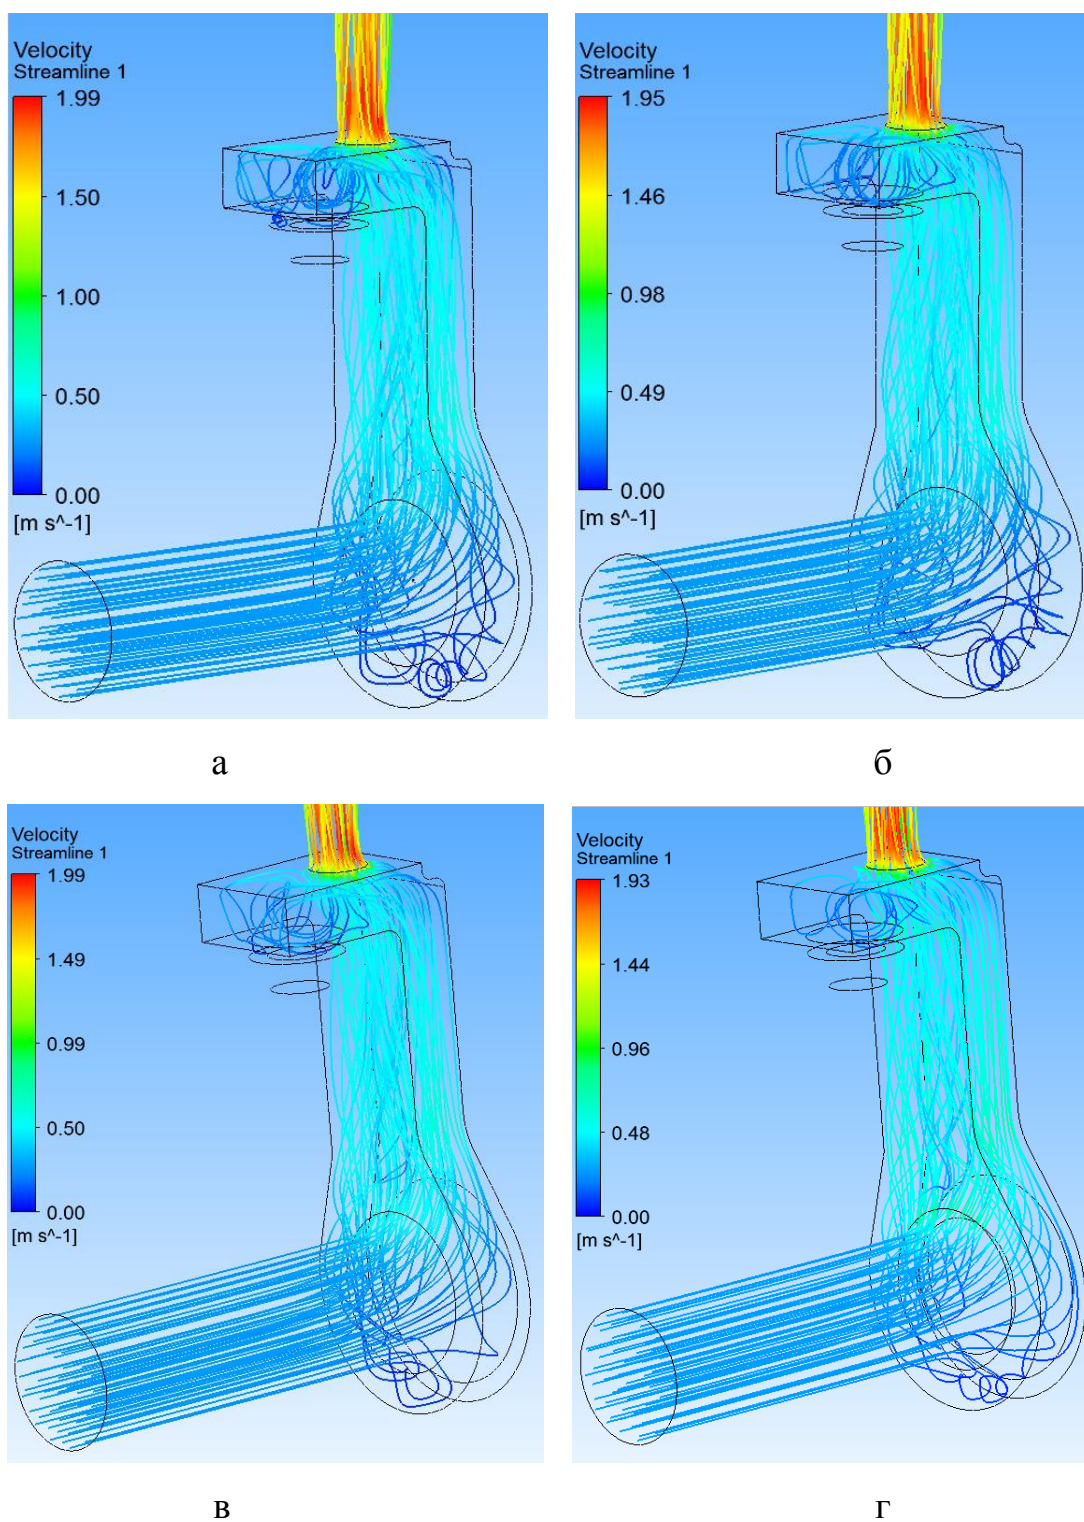 Velocity
Streamline 1
1.99
1.50
1.00
0.50
0.00
[m s^-1]
Velocity
Streamline 1
1.95
1.46
0.98
0.49
0.00
[m s^-1]
а
б
Velocity
Streamline 1
1.99
1.49
0.99
0.50
0.00
[m s^-1]
Velocity
Streamline 1
1.93
1.44
0.96
0.48
0.00
[m s^-1]
в
г